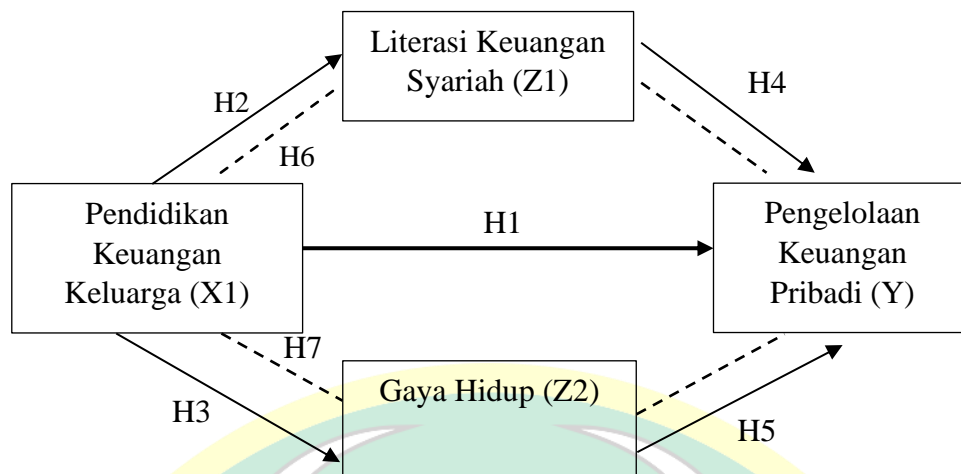 Literasi Keuangan
Syariah (Z1)
H2
H4
H6
Pendidikan
Keuangan
Keluarga (X1)
H1
Pengelolaan
Keuangan
Pribadi (Y)
H7
Gaya Hidup (Z2)
H3
H5